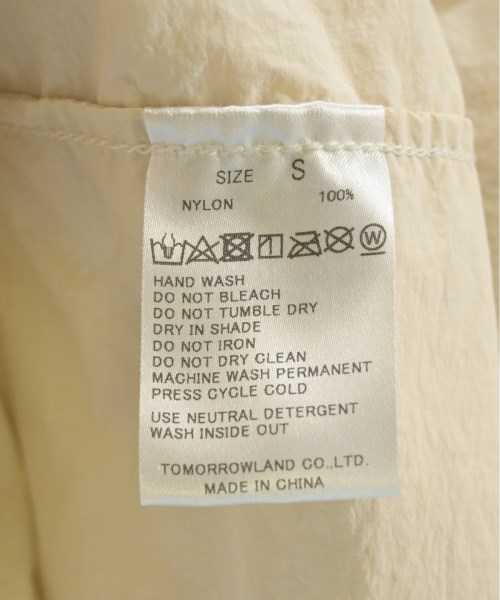 SIZE S
NYLON 100%
W
HAND WASH
DO NOT BLEACH
DO NOT TUMBLE DRY
DRY IN SHADE
DO NOT IRON
DO NOT DRY CLEAN
MACHINE WASH PERMANENT
PRESS CYCLE COLD
USE NEUTRAL DETERGENT
WASH INSIDE OUT
TOMORROWLAND CO.,LTD.
MADE IN CHINA